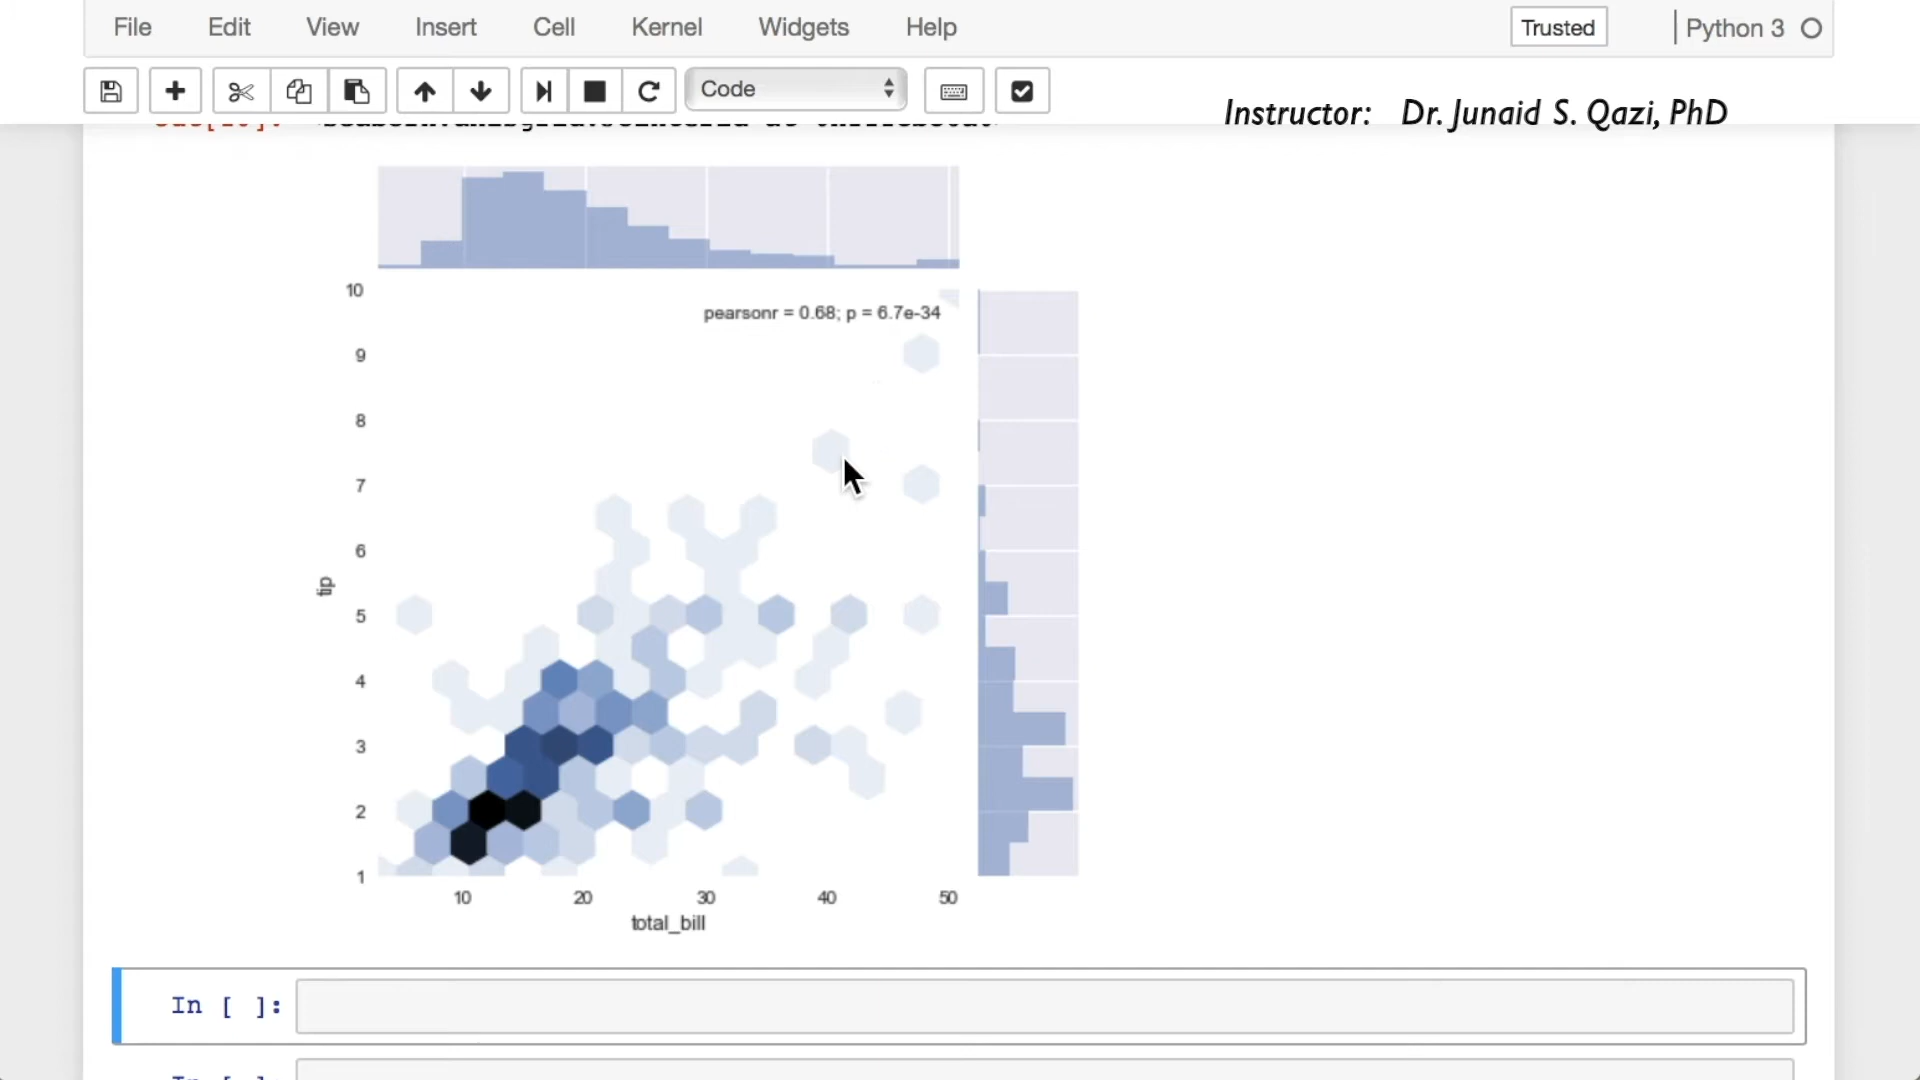 File Edit View Insert Cell Kernel Widgets Help Trusted Python 3
Code
Instructor: Dr. Junaid S. Qazi, PhD
10
pearsonr = 0.68; p = 6.7e-34
9
8
7
6
tip
5
4
3
2
1
10 20 30 40 50
total_bill
In [ ]: